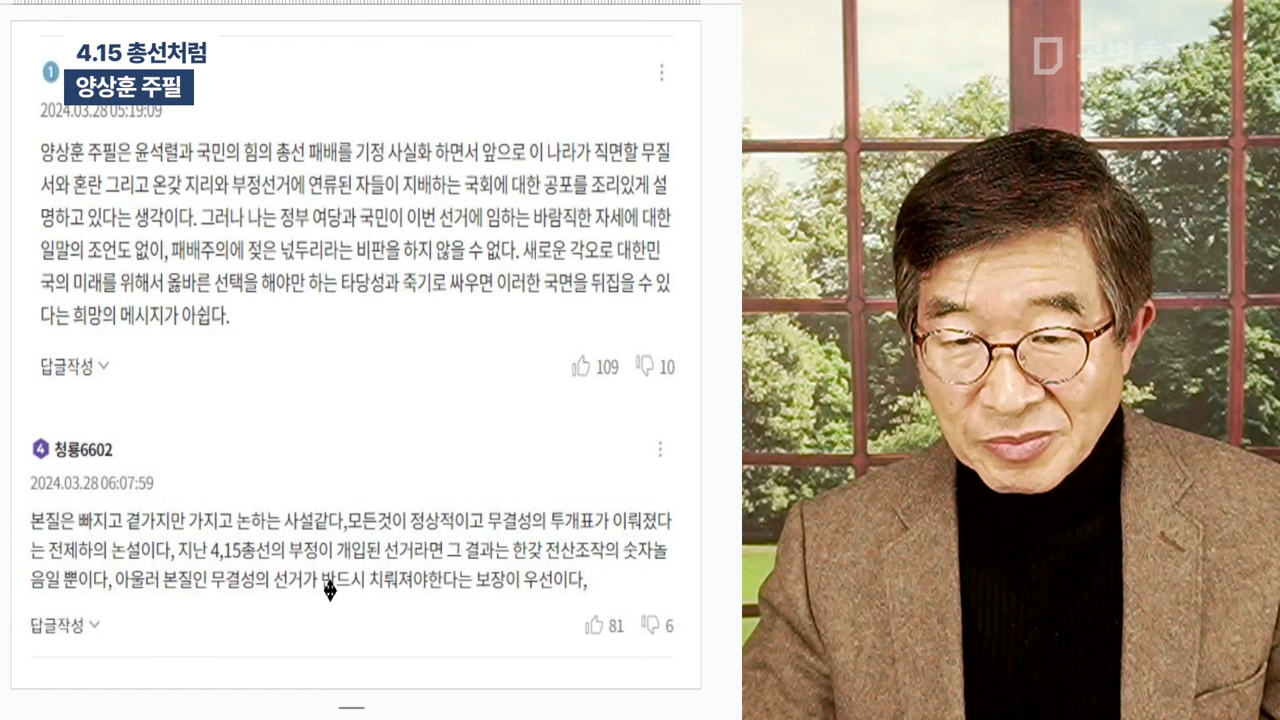 4.15 총선처럼
양상훈 주필
1
2024.03.28 05:19:09
양상훈 주필은 윤석렬과 국민의 힘의 총선 패배를 기정 사실화 하면서 앞으로 이 나라가 직면할 무질
서와 혼란 그리고 온갖 지리와 부정선거에 연류된 자들이 지배하는 국회에 대한 공포를 조리있게 설
명하고 있다는 생각이다. 그러나 나는 정부 여당과 국민이 이번 선거에 임하는 바람직한 자세에 대한
일말의 조언도 없이, 패배주의에 젖은 넋두리라는 비판을 하지 않을 수 없다. 새로운 각오로 대한민
국의 미래를 위해서 옳바른 선택을 해야만 하는 타당성과 죽기로 싸우면 이러한 국면을 뒤집을 수 있
다는 희망의 메시지가 아쉽다.
답글작성 109 10
4 청룡6602
2024.03.28 06:07:59
본질은 빠지고 곁가지만 가지고 논하는 사설같다,모든것이 정상적이고 무결성의 투개표가 이뤄졌다
는 전제하의 논설이다, 지난 4,15총선의 부정이 개입된 선거라면 그 결과는 한갖 전산조작의 숫자놀
음일 뿐이다, 아울러 본질인 무결성의 선거가 반드시 치뤄져야한다는 보장이 우선이다,
답글작성 81 6